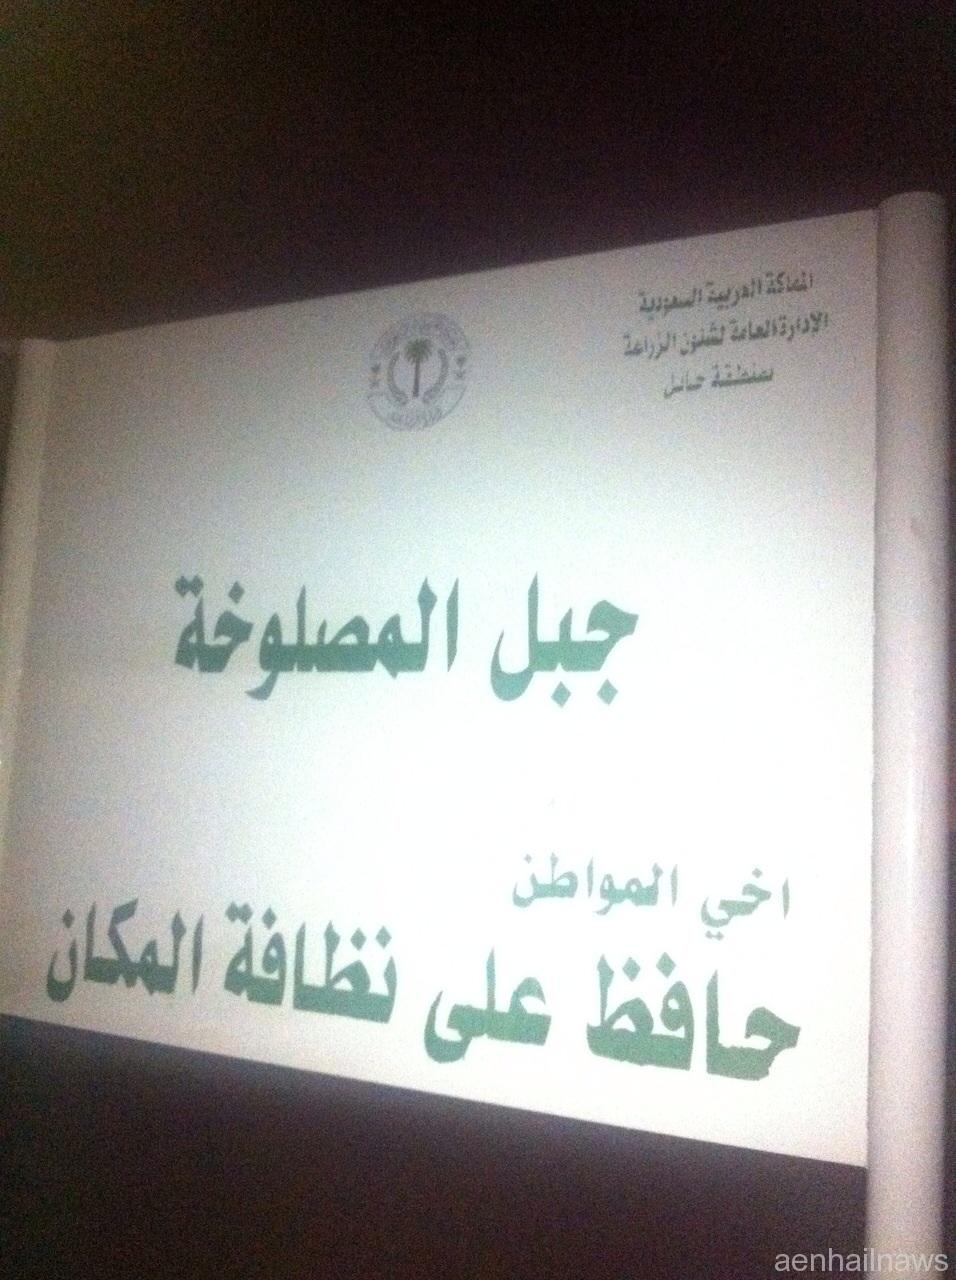 المملكة العربية السعودية
الإدارة العامة لشئون الزراعة
بمنطقة حائل
جبل المصلوخة
اخي المواطن
حافظ على نظافة المكان
aenhailnaws